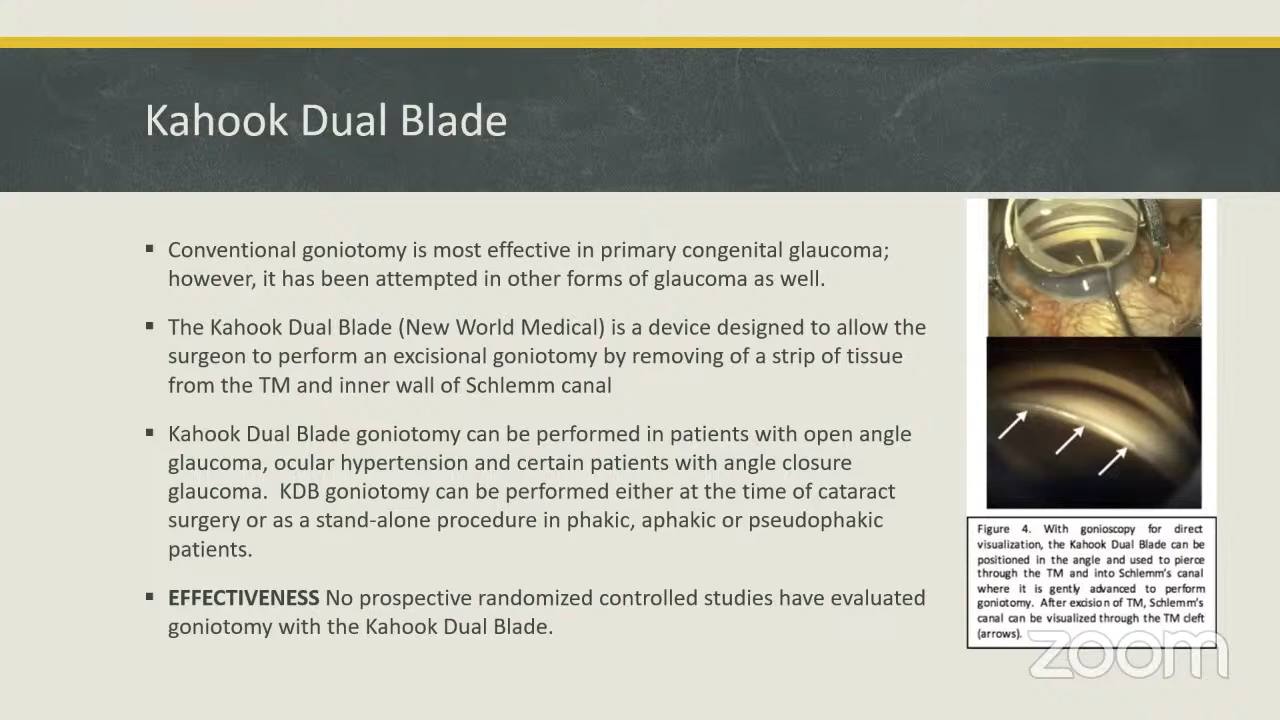 Kahook Dual Blade
▪ Conventional goniotomy is most effective in primary congenital glaucoma;
however, it has been attempted in other forms of glaucoma as well.
▪ The Kahook Dual Blade (New World Medical) is a device designed to allow the
surgeon to perform an excisional goniotomy by removing of a strip of tissue
from the TM and inner wall of Schlemm canal
▪ Kahook Dual Blade goniotomy can be performed in patients with open angle
glaucoma, ocular hypertension and certain patients with angle closure
glaucoma.  KDB goniotomy can be performed either at the time of cataract
surgery or as a stand-alone procedure in phakic, aphakic or pseudophakic
patients.
▪ EFFECTIVENESS No prospective randomized controlled studies have evaluated
goniotomy with the Kahook Dual Blade.
Figure 4. With gonioscopy for direct
visualization, the Kahook Dual Blade can be
positioned in the angle and used to pierce
through the TM and into Schlemm's canal
where it is gently advanced to perform
goniotomy. After excision of TM, Schlemm's
canal can be visualized through the TM cleft
(arrows).
zoom